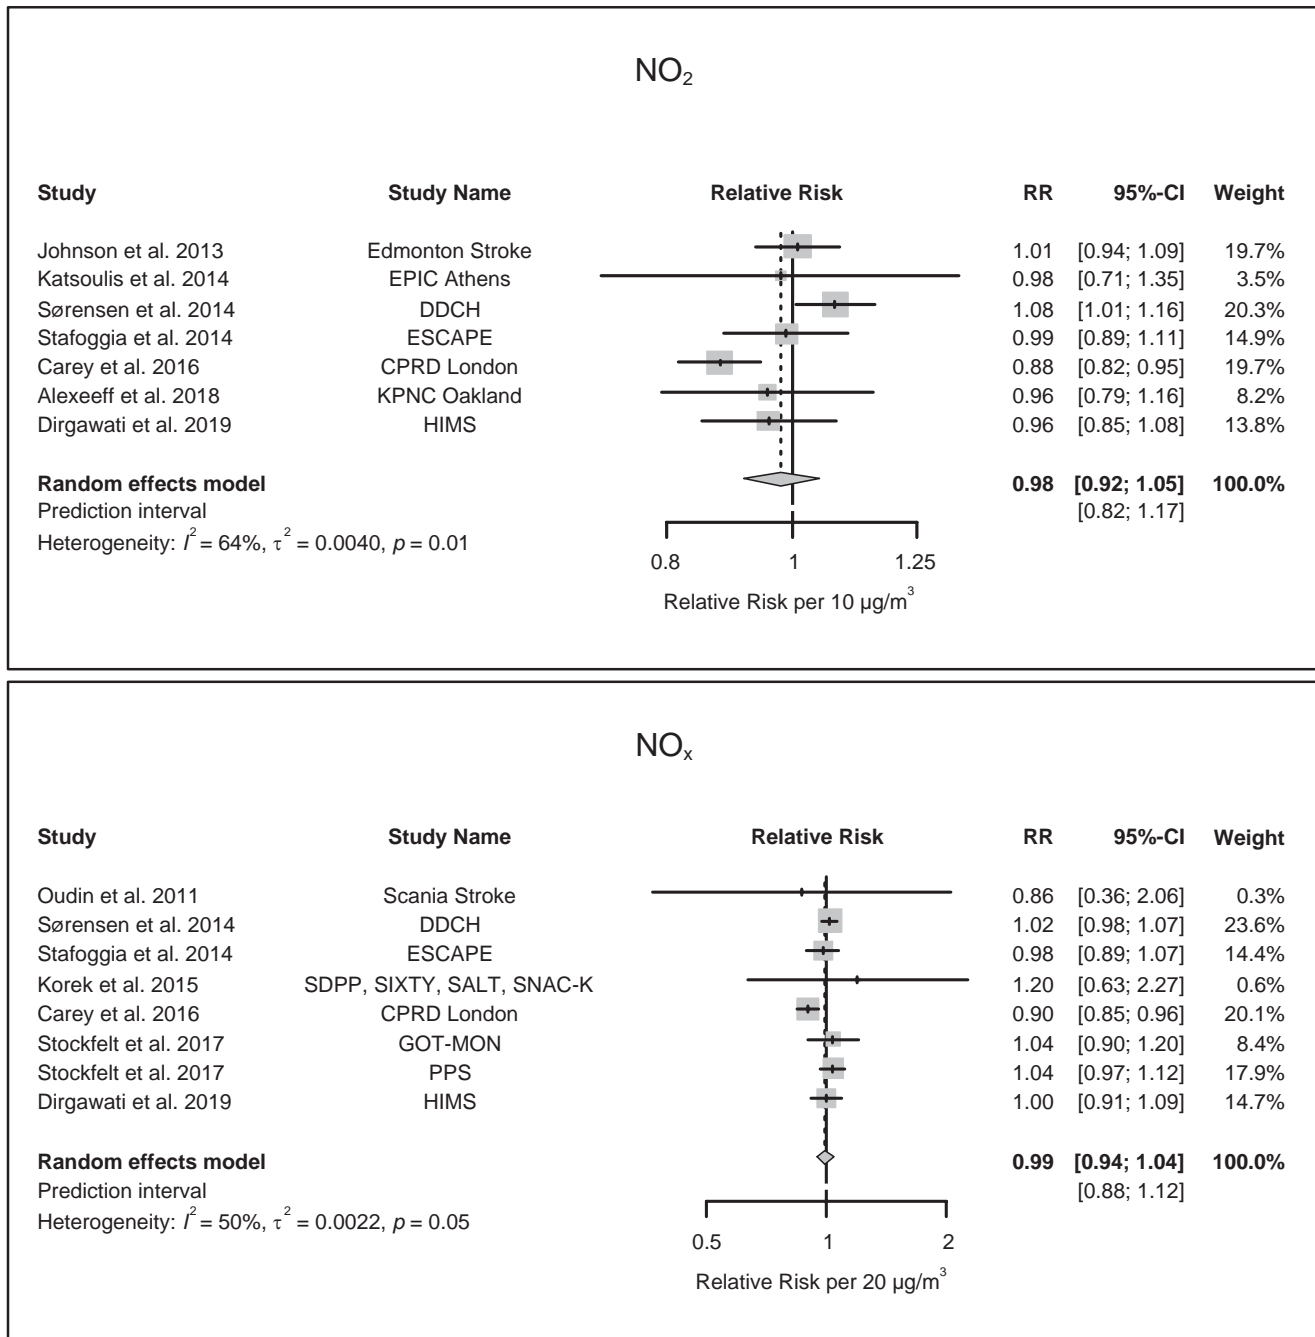 NO₂
Study Study Name Relative Risk RR 95%-CI Weight
Johnson et al. 2013 Edmonton Stroke 1.01 [0.94; 1.09] 19.7%
Katsoulis et al. 2014 EPIC Athens 0.98 [0.71; 1.35] 3.5%
Sørensen et al. 2014 DDCH 1.08 [1.01; 1.16] 20.3%
Stafoggia et al. 2014 ESCAPE 0.99 [0.89; 1.11] 14.9%
Carey et al. 2016 CPRD London 0.88 [0.82; 0.95] 19.7%
Alexeeff et al. 2018 KPNC Oakland 0.96 [0.79; 1.16] 8.2%
Dirgawati et al. 2019 HIMS 0.96 [0.85; 1.08] 13.8%
Random effects model 0.98 [0.92; 1.05] 100.0%
Prediction interval [0.82; 1.17]
Heterogeneity: I² = 64%, τ² = 0.0040, p = 0.01
0.8 1 1.25
Relative Risk per 10 µg/m³
NOₓ
Study Study Name Relative Risk RR 95%-CI Weight
Oudin et al. 2011 Scania Stroke 0.86 [0.36; 2.06] 0.3%
Sørensen et al. 2014 DDCH 1.02 [0.98; 1.07] 23.6%
Stafoggia et al. 2014 ESCAPE 0.98 [0.89; 1.07] 14.4%
Korek et al. 2015 SDPP, SIXTY, SALT, SNAC-K 1.20 [0.63; 2.27] 0.6%
Carey et al. 2016 CPRD London 0.90 [0.85; 0.96] 20.1%
Stockfelt et al. 2017 GOT-MON 1.04 [0.90; 1.20] 8.4%
Stockfelt et al. 2017 PPS 1.04 [0.97; 1.12] 17.9%
Dirgawati et al. 2019 HIMS 1.00 [0.91; 1.09] 14.7%
Random effects model 0.99 [0.94; 1.04] 100.0%
Prediction interval [0.88; 1.12]
Heterogeneity: I² = 50%, τ² = 0.0022, p = 0.05
0.5 1 2
Relative Risk per 20 µg/m³